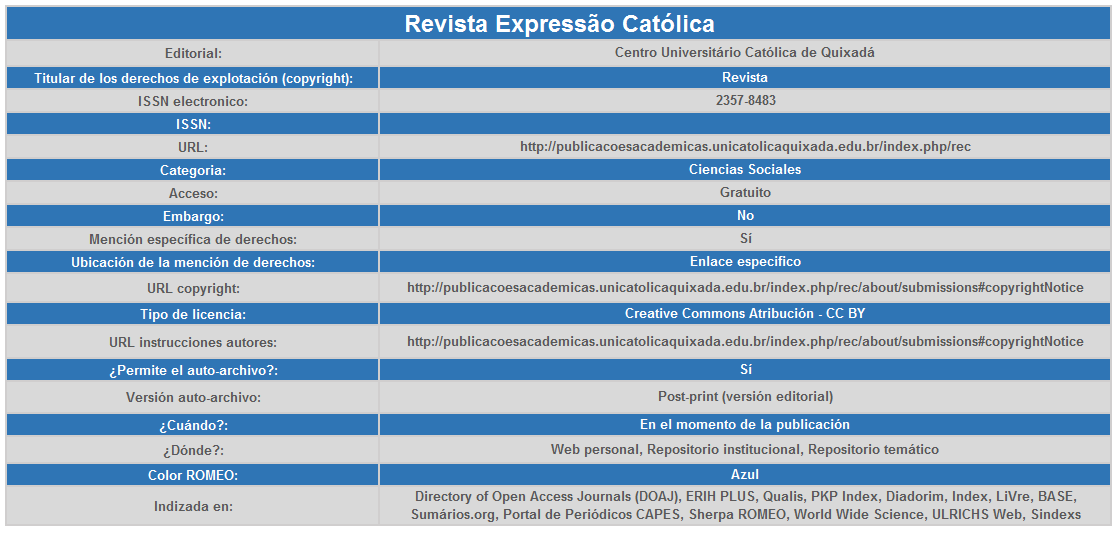 Revista Expressão Católica
Editorial: Centro Universitário Católica de Quixadá
Titular de los derechos de explotación (copyright): Revista
ISSN electronico: 2357-8483
ISSN:
URL: http://publicacoesacademicas.unicatolicaquixada.edu.br/index.php/rec
Categoria: Ciencias Sociales
Acceso: Gratuito
Embargo: No
Mención específica de derechos: Sí
Ubicación de la mención de derechos: Enlace especifico
URL copyright: http://publicacoesacademicas.unicatolicaquixada.edu.br/index.php/rec/about/submissions#copyrightNotice
Tipo de licencia: Creative Commons Atribución - CC BY
URL instrucciones autores: http://publicacoesacademicas.unicatolicaquixada.edu.br/index.php/rec/about/submissions#copyrightNotice
¿Permite el auto-archivo?: Sí
Versión auto-archivo: Post-print (versión editorial)
¿Cuándo?: En el momento de la publicación
¿Dónde?: Web personal, Repositorio institucional, Repositorio temático
Color ROMEO: Azul
Indizada en: Directory of Open Access Journals (DOAJ), ERIH PLUS, Qualis, PKP Index, Diadorim, Index, LiVre, BASE,
Sumários.org, Portal de Periódicos CAPES, Sherpa ROMEO, World Wide Science, ULRICHS Web, Sindexs